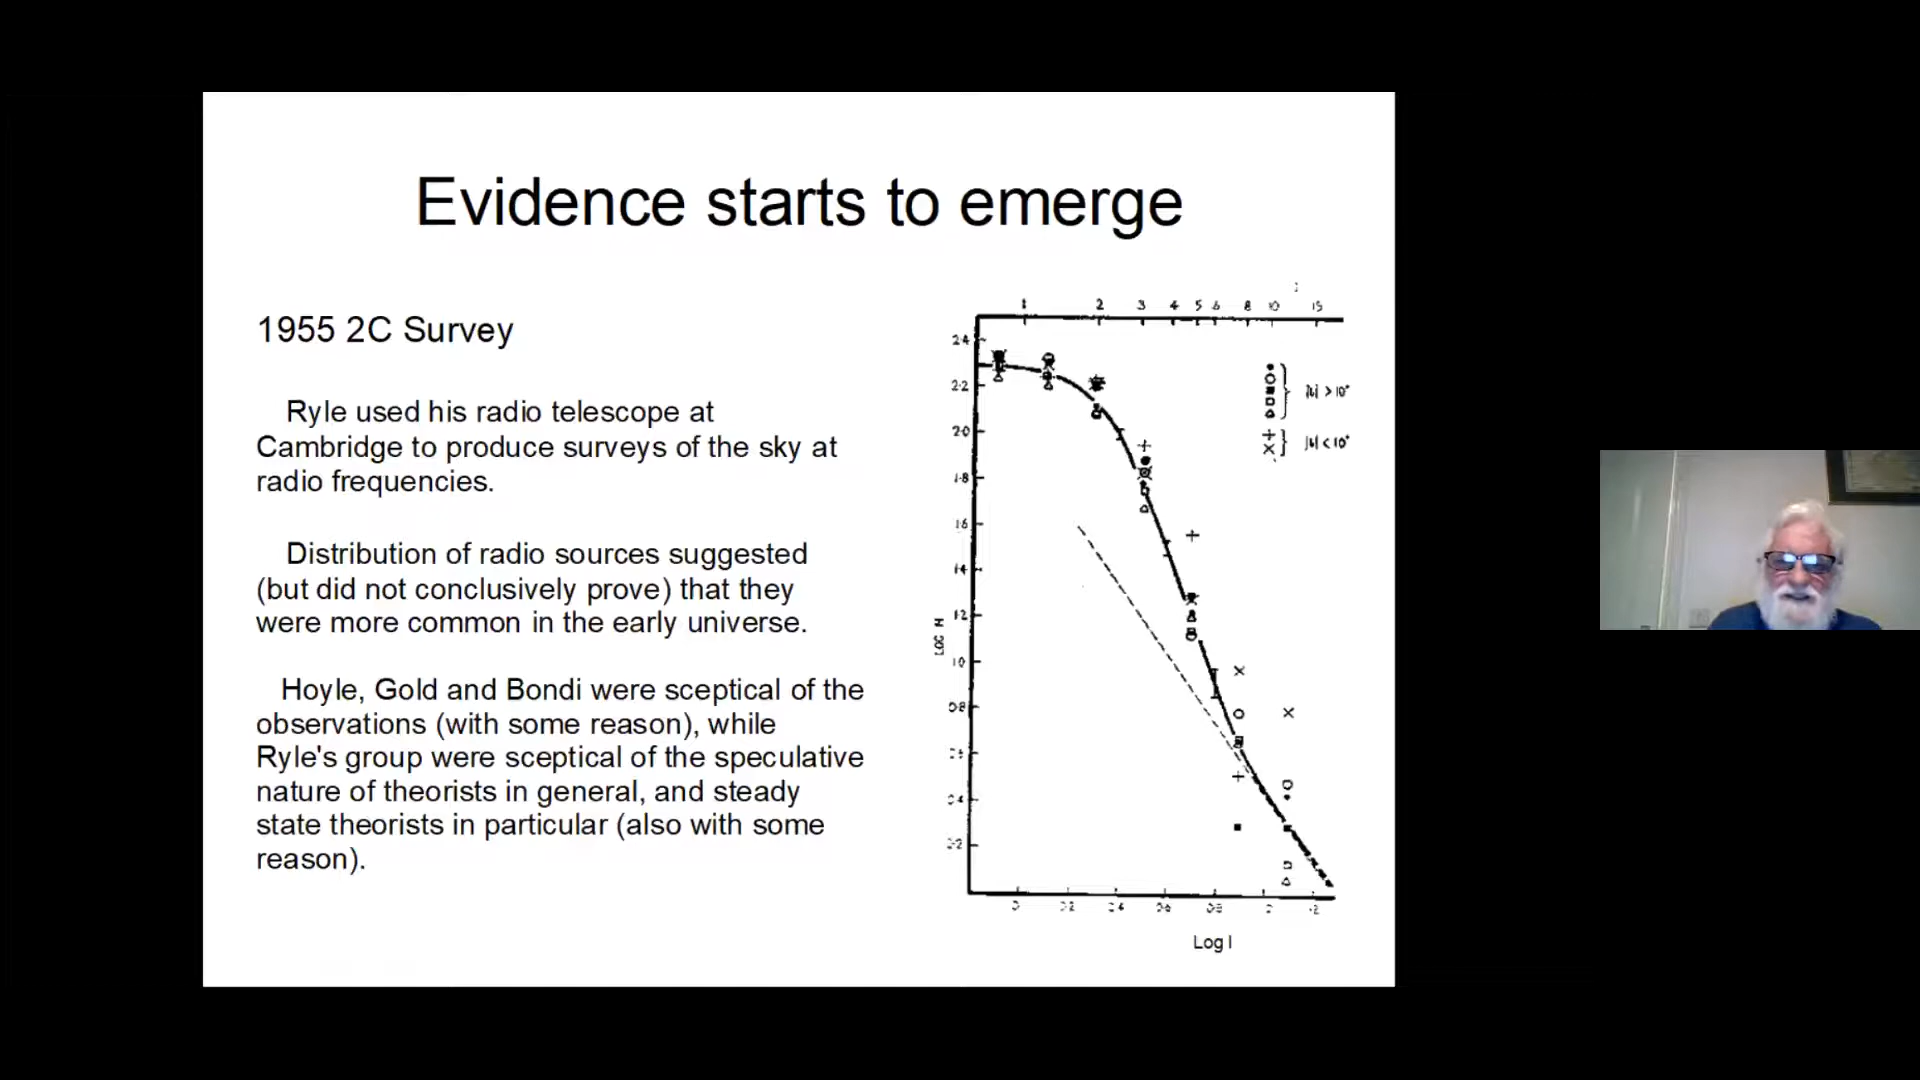 Evidence starts to emerge
1955 2C Survey
Ryle used his radio telescope at
Cambridge to produce surveys of the sky at
radio frequencies.
Distribution of radio sources suggested
(but did not conclusively prove) that they
were more common in the early universe.
Hoyle, Gold and Bondi were sceptical of the
observations (with some reason), while
Ryle's group were sceptical of the speculative
nature of theorists in general, and steady
state theorists in particular (also with some
reason).
1 2 3 4 5 6 8 10 15
2·4
2·2
2·0
1·8
1·6
1·4
1·2
1·0
0·8
0·4
|b| > 10°
|b| < 10°
LOG N
Log I